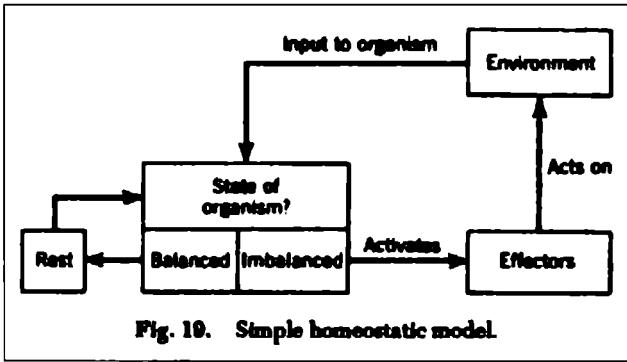 Input to organism
Environment
State of
organism?
Acts on
Rest
Balanced
Imbalanced
Activates
Effectors
Fig. 19. Simple homeostatic model.